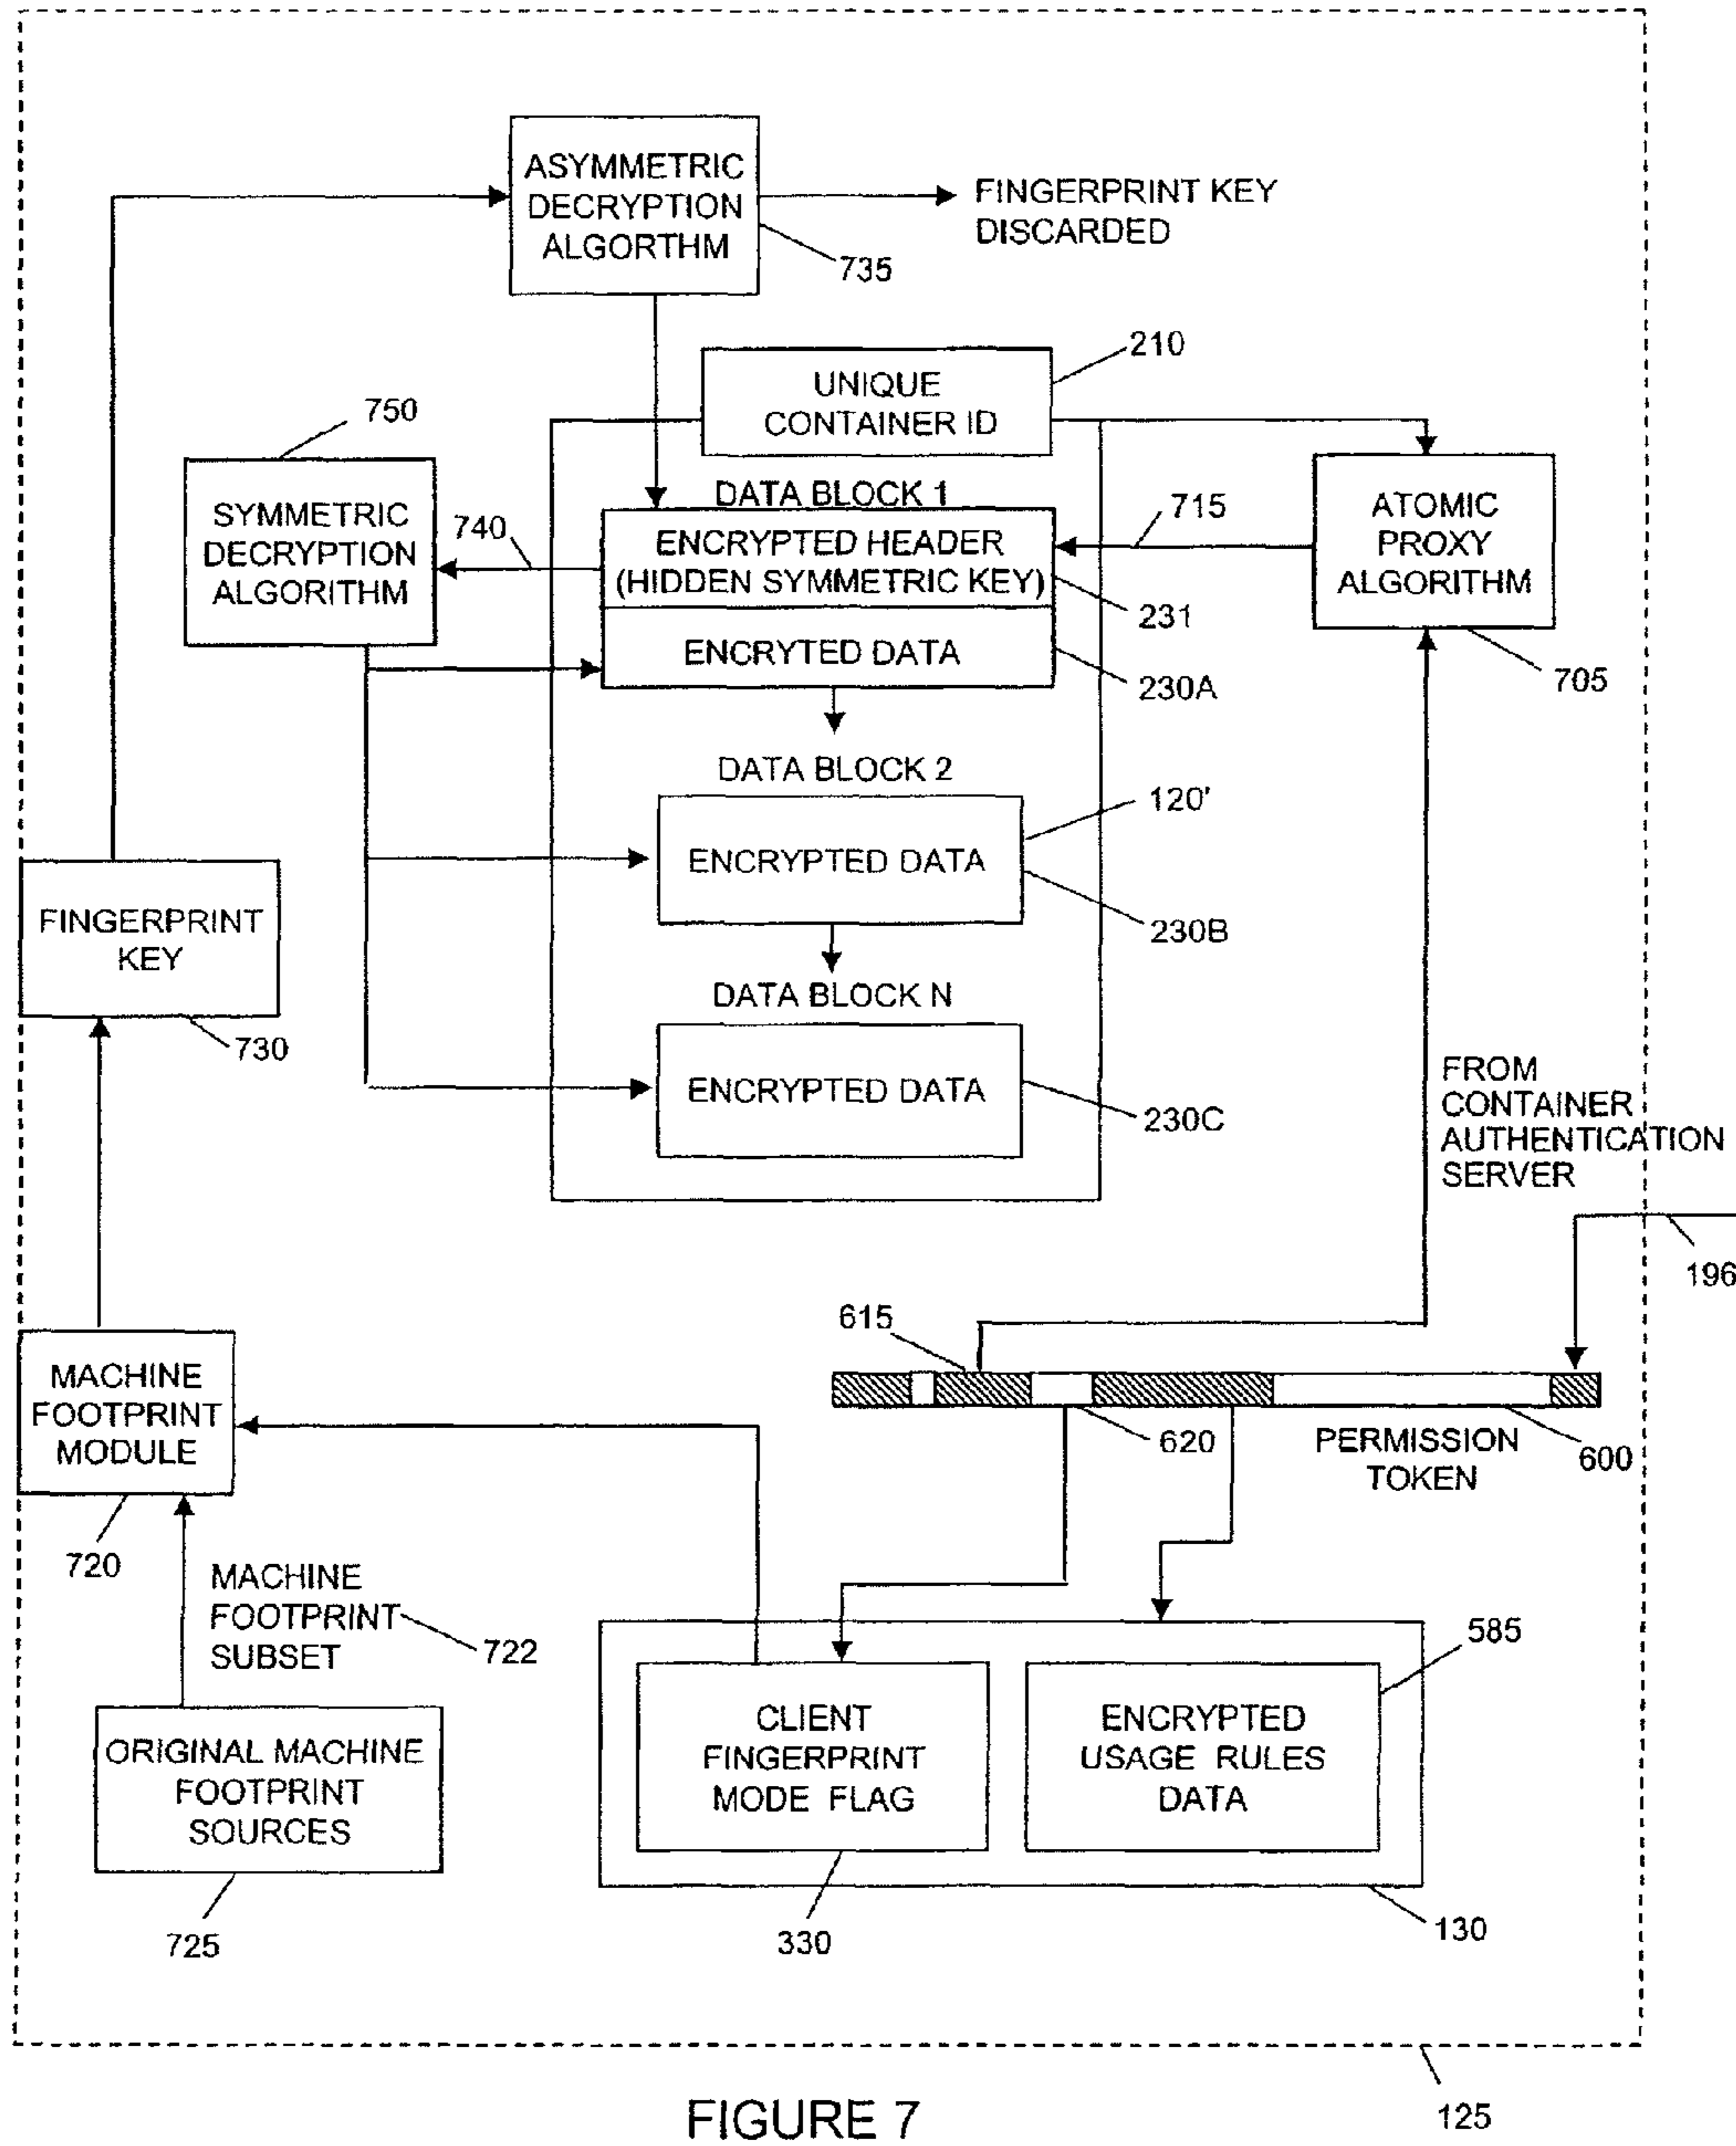 ASYMMETRIC
DECRYPTION
ALGORTHM
735
FINGERPRINT KEY
DISCARDED
210
UNIQUE
CONTAINER ID
750
SYMMETRIC
DECRYPTION
ALGORITHM
740
DATA BLOCK 1
ENCRYPTED HEADER
(HIDDEN SYMMETRIC KEY)
231
715
ATOMIC
PROXY
ALGORITHM
705
ENCRYTED DATA
230A
DATA BLOCK 2
120'
ENCRYPTED DATA
230B
FINGERPRINT
KEY
730
DATA BLOCK N
ENCRYPTED DATA
230C
FROM
CONTAINER
AUTHENTICATION
SERVER
196
615
620
PERMISSION
TOKEN
600
MACHINE
FOOTPRINT
MODULE
720
MACHINE
FOOTPRINT
SUBSET
722
ORIGINAL MACHINE
FOOTPRINT
SOURCES
725
CLIENT
FINGERPRINT
MODE FLAG
330
ENCRYPTED
USAGE RULES
DATA
585
130
125
FIGURE 7